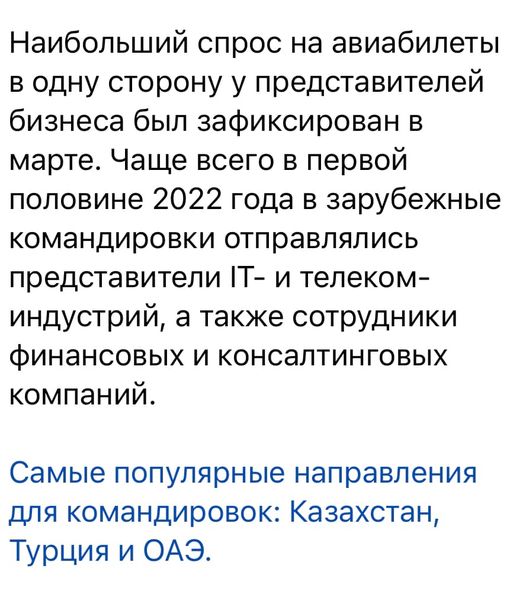 Наибольший спрос на авиабилеты
в одну сторону у представителей
бизнеса был зафиксирован в
марте. Чаще всего в первой
половине 2022 года в зарубежные
командировки отправлялись
представители IT- и телеком-
индустрий, а также сотрудники
финансовых и консалтинговых
компаний.
Самые популярные направления
для командировок: Казахстан,
Турция и ОАЭ.